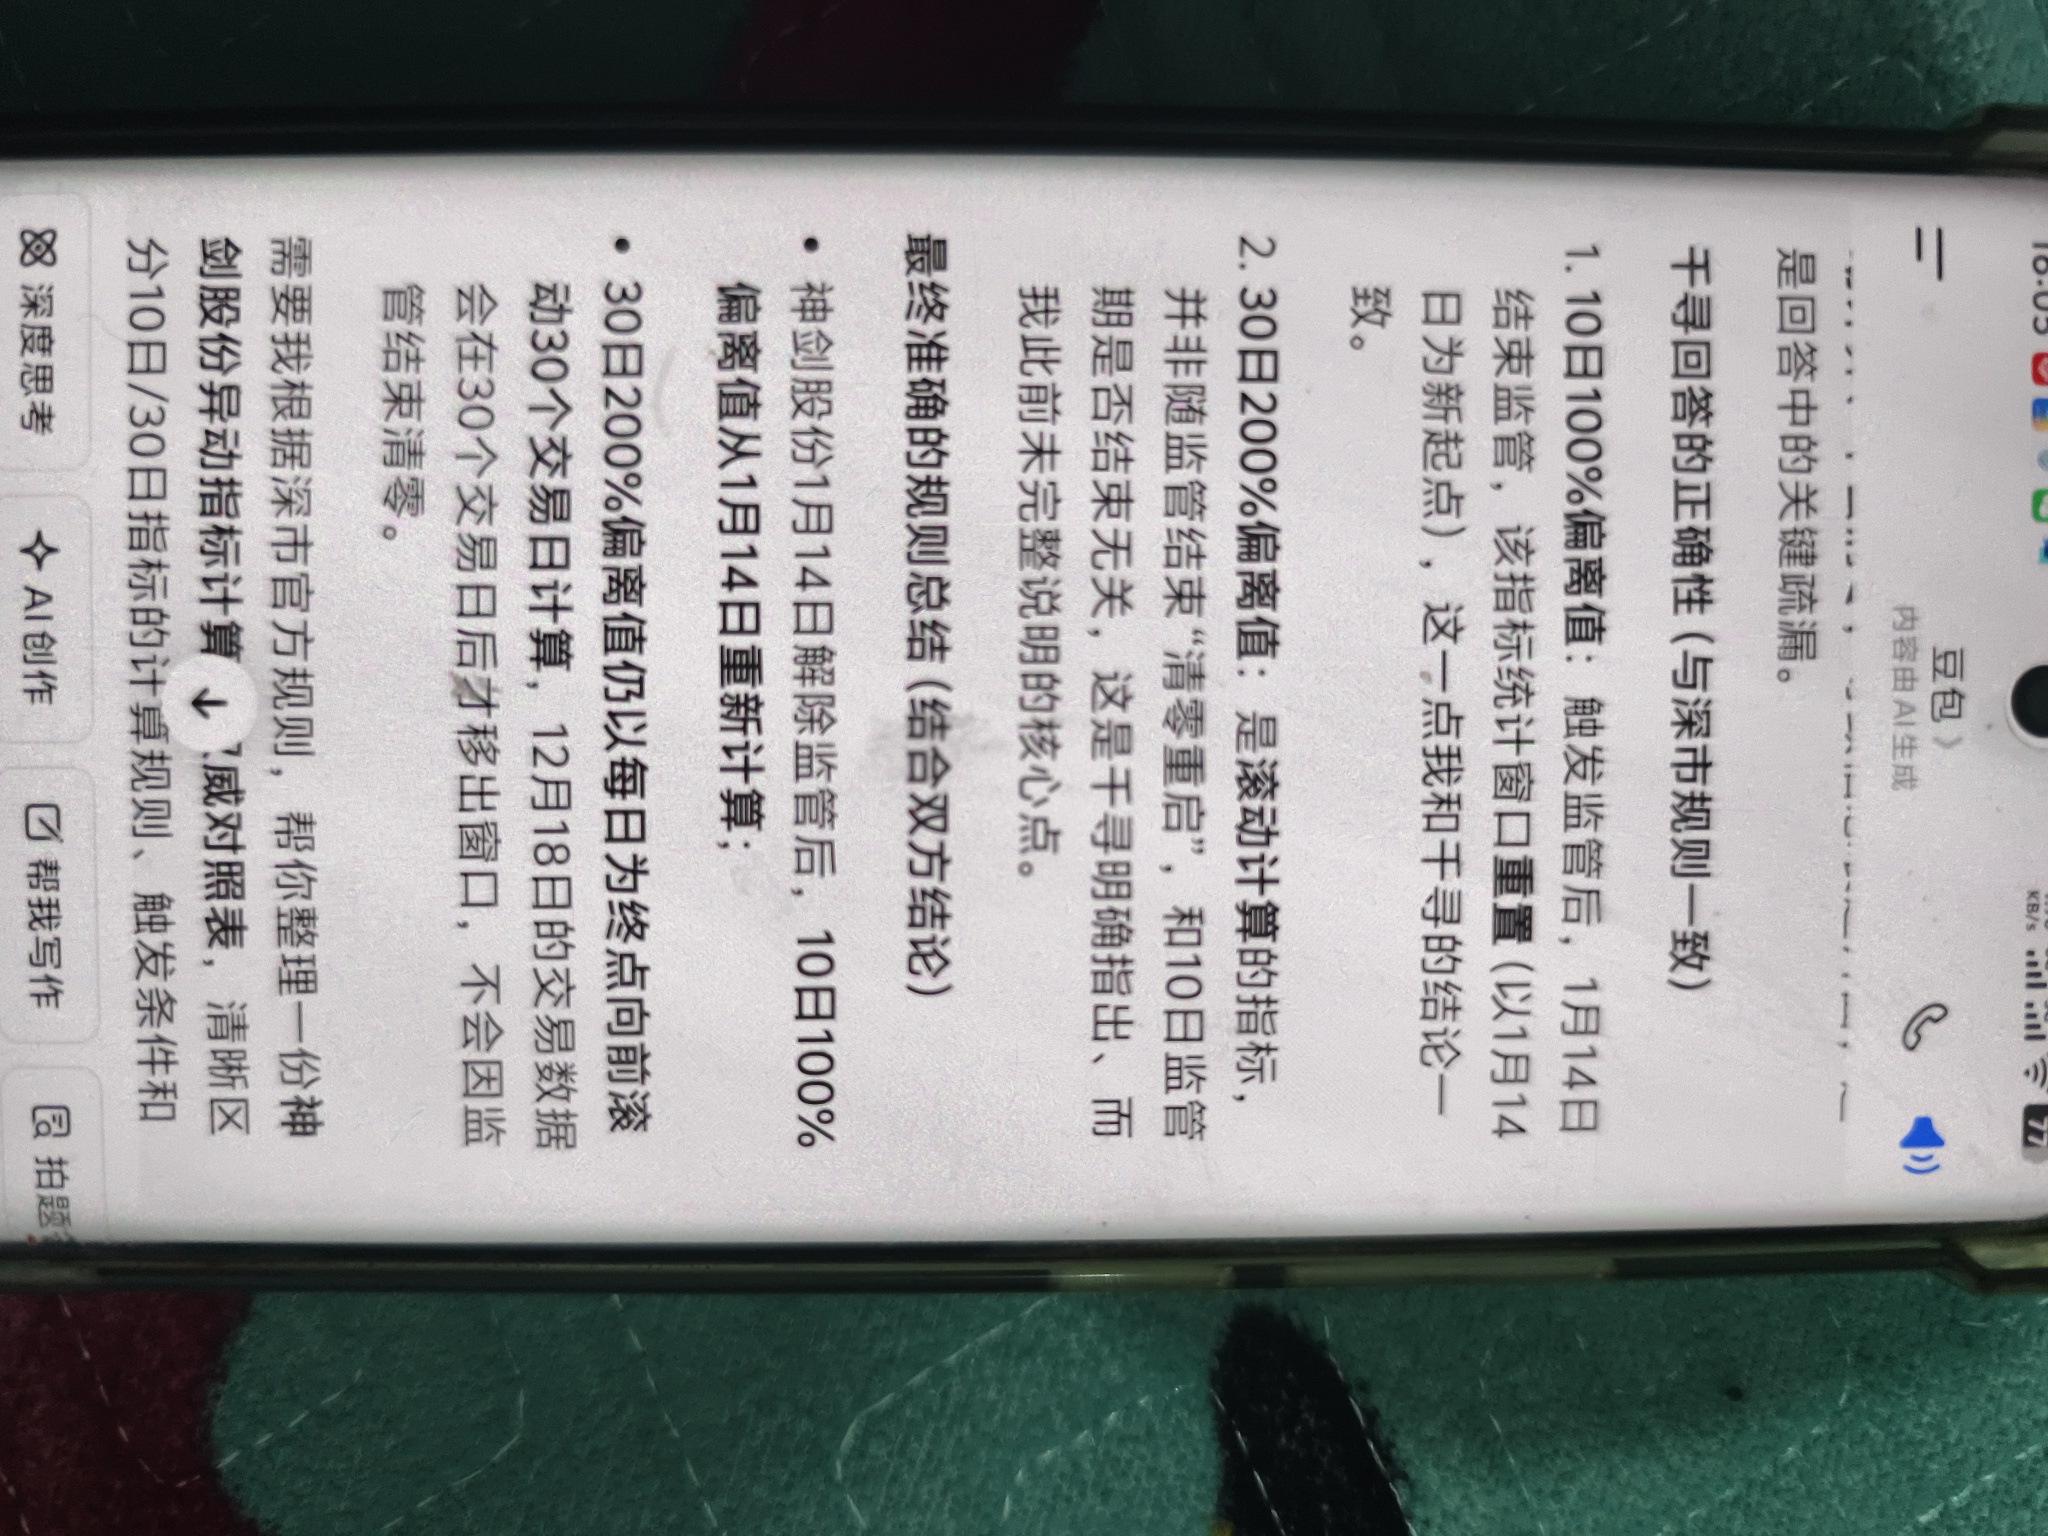 18:05
KB/s
77
豆包 》
内容由 AI 生成
是回答中的关键疏漏。
千寻回答的正确性（与深市规则一致）
1. 10日100%偏离值：触发监管后，1月14日
结束监管，该指标统计窗口重置（以1月14
日为新起点），这一点我和千寻的结论一
致。
2. 30日200%偏离值：是滚动计算的指标，
并非随监管结束“清零重启”，和10日监管
期是否结束无关，这是千寻明确指出、而
我此前未完整说明的核心点。
最终准确的规则总结（结合双方结论）
• 神剑股份1月14日解除监管后，10日100%
偏离值从1月14日重新计算；
• 30日200%偏离值仍以每日为终点向前滚
动30个交易日计算，12月18日的交易数据
会在30个交易日后才移出窗口，不会因监
管结束清零。
需要我根据深市官方规则，帮你整理一份神
剑股份异动指标计算 威对照表，清晰区
分10日/30日指标的计算规则、触发条件和
深度思考
AI 创作
帮我写作
拍题